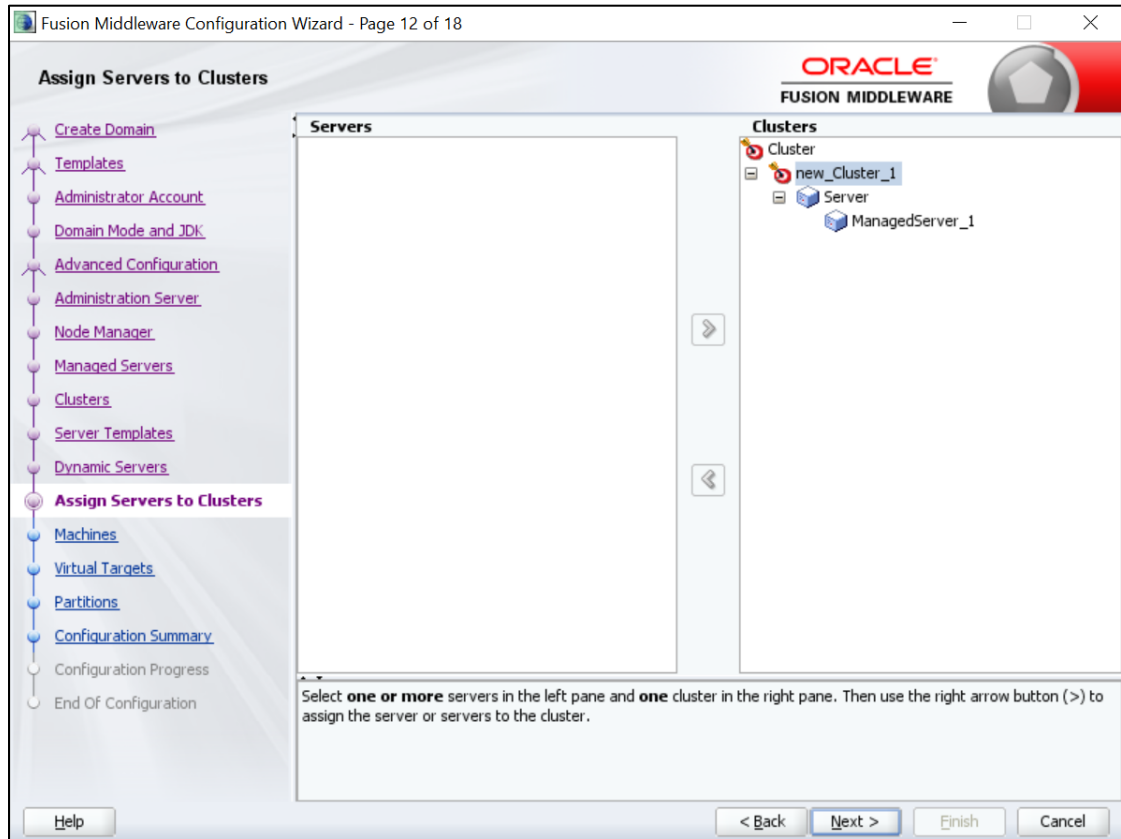 Fusion Middleware Configuration Wizard - Page 12 of 18
Assign Servers to Clusters
ORACLE
FUSION MIDDLEWARE
Create Domain
Templates
Administrator Account
Domain Mode and JDK
Advanced Configuration
Administration Server
Node Manager
Managed Servers
Clusters
Server Templates
Dynamic Servers
Assign Servers to Clusters
Machines
Virtual Targets
Partitions
Configuration Summary
Configuration Progress
End Of Configuration
Servers
Clusters
Cluster
new_Cluster_1
Server
ManagedServer_1
Select one or more servers in the left pane and one cluster in the right pane. Then use the right arrow button (>) to
assign the server or servers to the cluster.
Help
< Back
Next >
Finish
Cancel